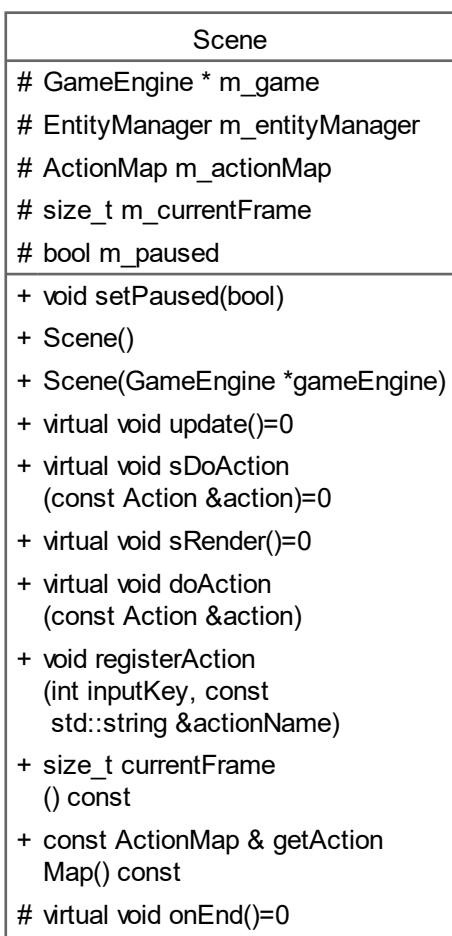 Scene
# GameEngine * m_game
# EntityManager m_entityManager
# ActionMap m_actionMap
# size_t m_currentFrame
# bool m_paused
+ void setPaused(bool)
+ Scene()
+ Scene(GameEngine *gameEngine)
+ virtual void update()=0
+ virtual void sDoAction
(const Action &action)=0
+ virtual void sRender()=0
+ virtual void doAction
(const Action &action)
+ void registerAction
(int inputKey, const
std::string &actionName)
+ size_t currentFrame
() const
+ const ActionMap & getAction
Map() const
# virtual void onEnd()=0